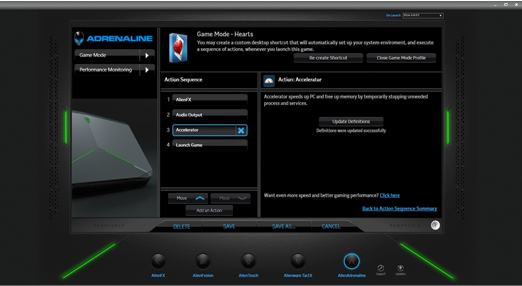 On Launch:
ADRENALINE
Game Mode
Performance Monitoring
Game Mode - Hearts
You may create a custom desktop shortcut that will automatically set up your system enviroment, and execute
a sequence of actions, whenever you launch this game.
Re-create Shortcut
Close Game Mode Profile
Action Sequence
1 AlienFX
2 Audio Output
3 Accelerator
4 Launch Game
Move
Move
Add an Action
Action: Accelerator
Accelerator speeds up PC and free up memory by temporarily stopping unneeded
process and services.
Update Definitions
Definitions were updated successfully
Want even more speed and better gaming performance? Click here
Back to Action Sequence Summary
DELETE
SAVE
SAVE AS...
CANCEL
AlienFX
AlienFusion
AlienTouch
Alienware TactX
AlienAdrenaline